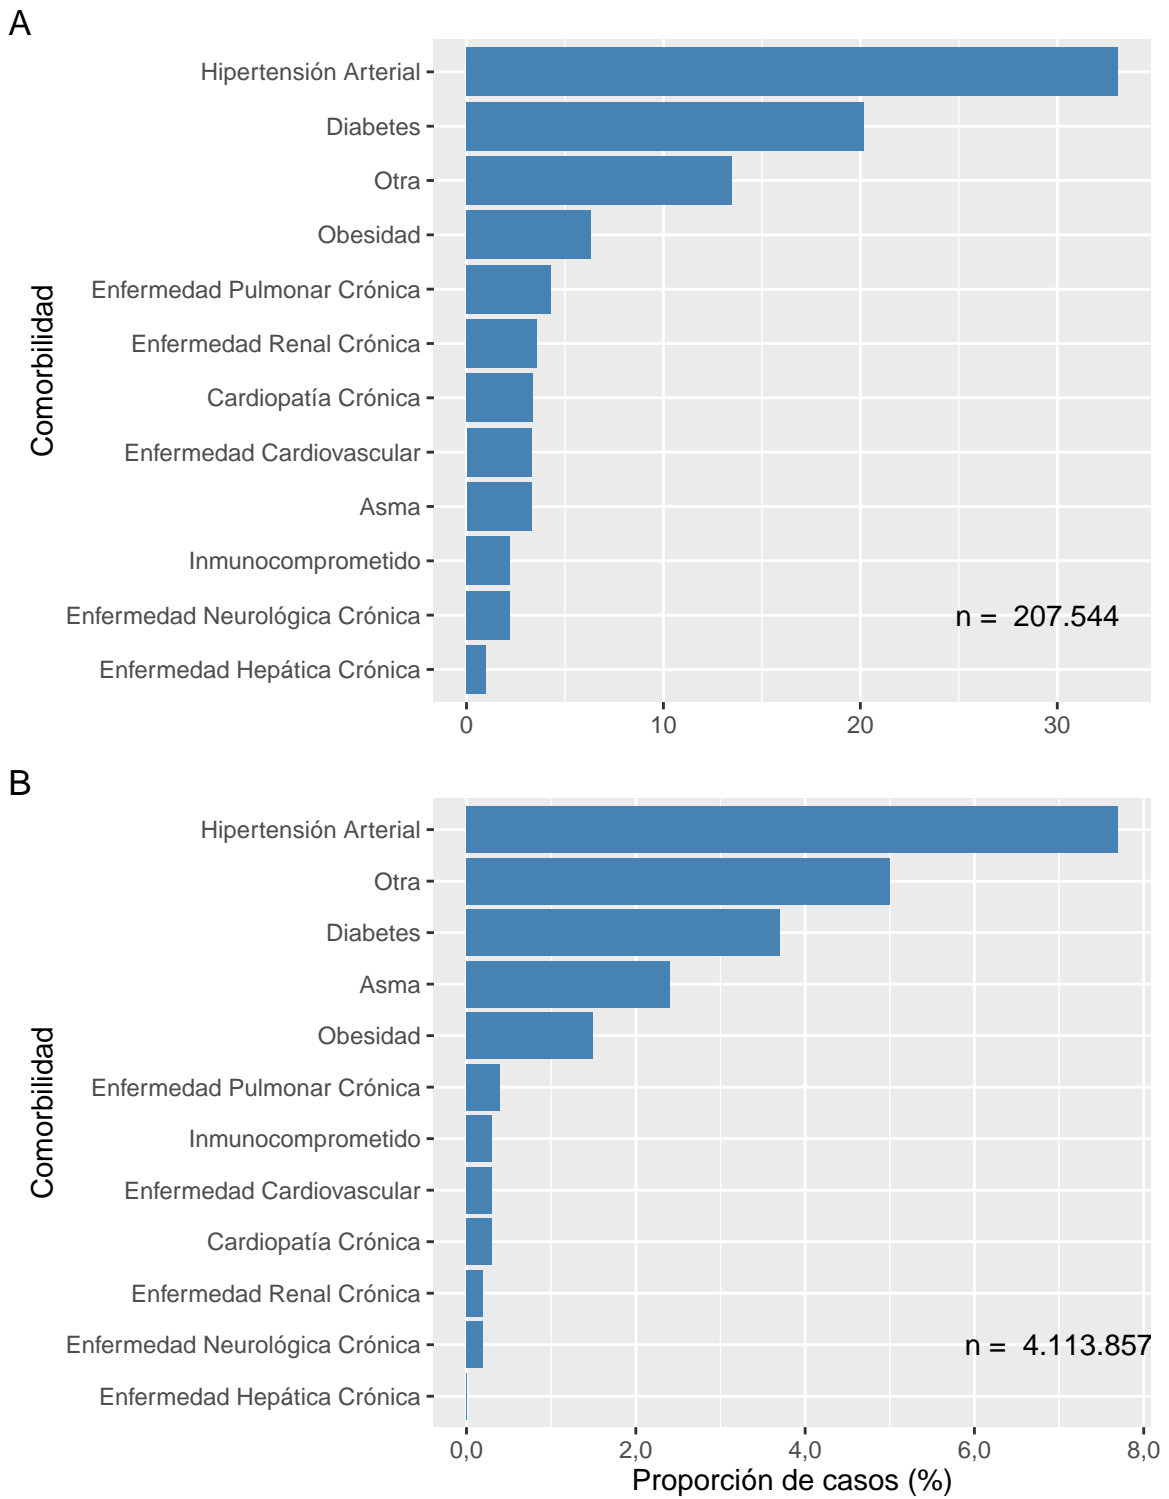 A
Comorbilidad
Hipertensión Arterial
Diabetes
Otra
Obesidad
Enfermedad Pulmonar Crónica
Enfermedad Renal Crónica
Cardiopatía Crónica
Enfermedad Cardiovascular
Asma
Inmunocomprometido
Enfermedad Neurológica Crónica
Enfermedad Hepática Crónica
n =  207.544
0 10 20 30
B
Comorbilidad
Hipertensión Arterial
Otra
Diabetes
Asma
Obesidad
Enfermedad Pulmonar Crónica
Inmunocomprometido
Enfermedad Cardiovascular
Cardiopatía Crónica
Enfermedad Renal Crónica
Enfermedad Neurológica Crónica
Enfermedad Hepática Crónica
n =  4.113.857
0,0 2,0 4,0 6,0 8,0
Proporción de casos (%)